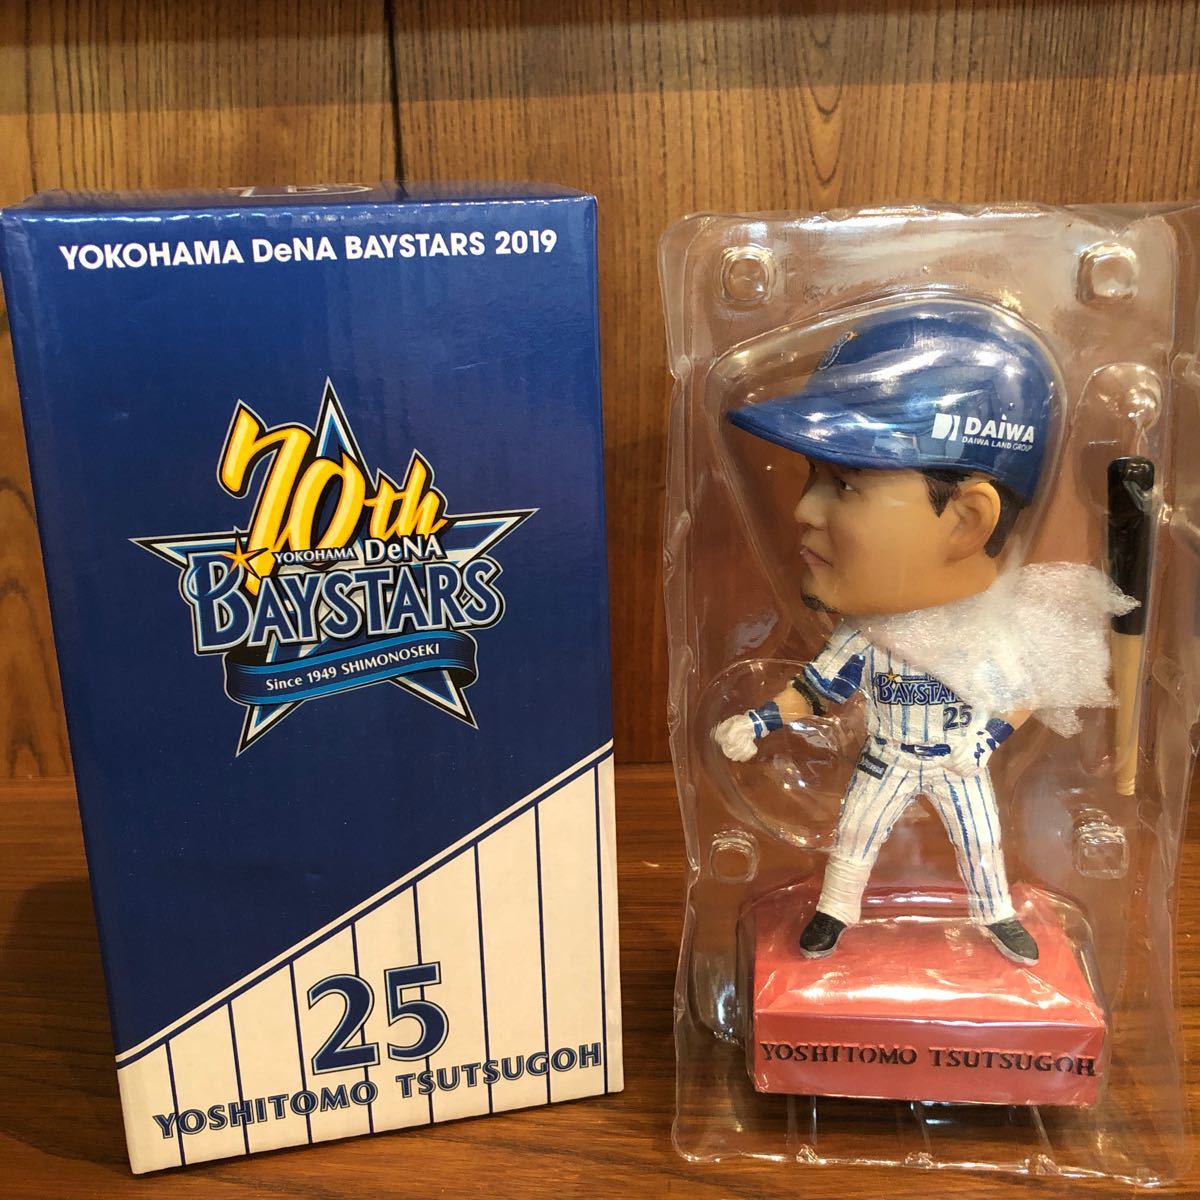 YOKOHAMA DeNA BAYSTARS 2019
70th
YOKOHAMA DeNA
BAYSTARS
Since 1949 SHIMONOSEKI
25
YOSHITOMO TSUTSUGOH
DAiWA
DAIWA LAND GROUP
BAYSTAR
25
YOSHITOMO TSUTSUGOH